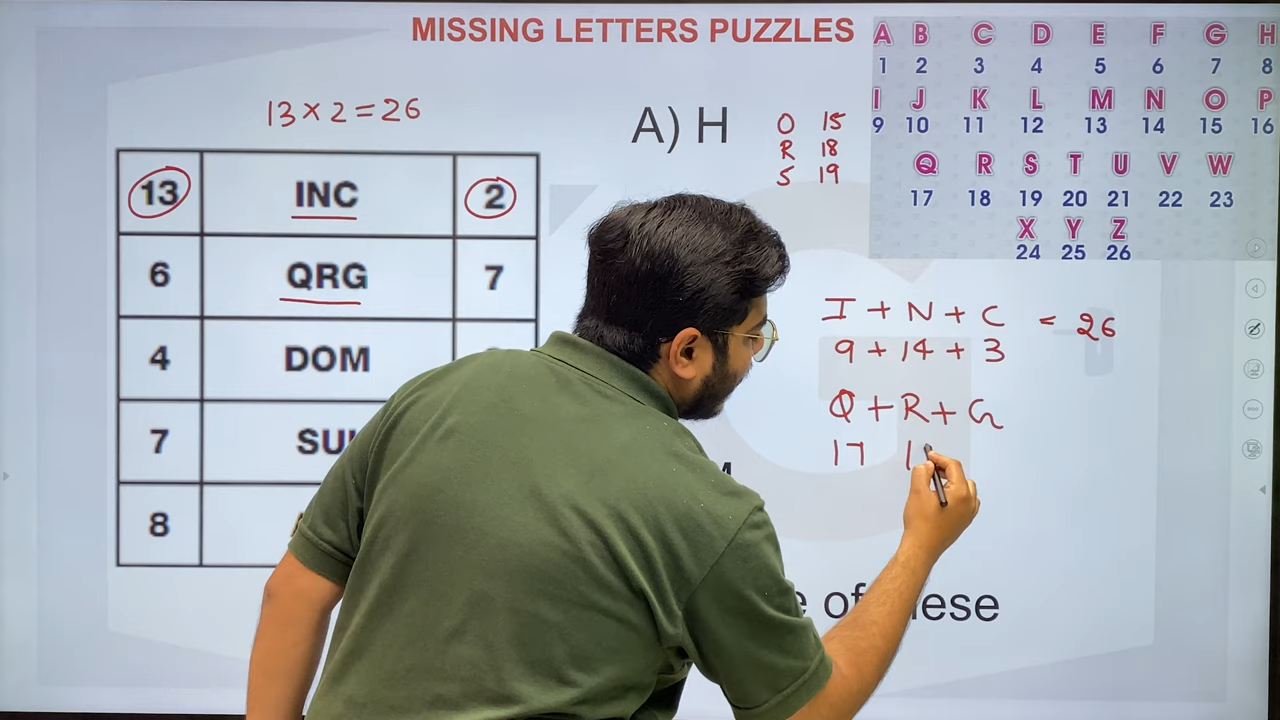 MISSING LETTERS PUZZLES
A B C D E F G H
1 2 3 4 5 6 7 8
I J K L M N O P
9 10 11 12 13 14 15 16
Q R S T U V W
17 18 19 20 21 22 23
X Y Z
24 25 26
13 × 2 = 26
13 INC 2
6 QRG 7
4 DOM
7
8
A) H
O 15
R 18
S 19
I + N + C = 26
9 + 14 + 3
Q + R + G
17 1
of